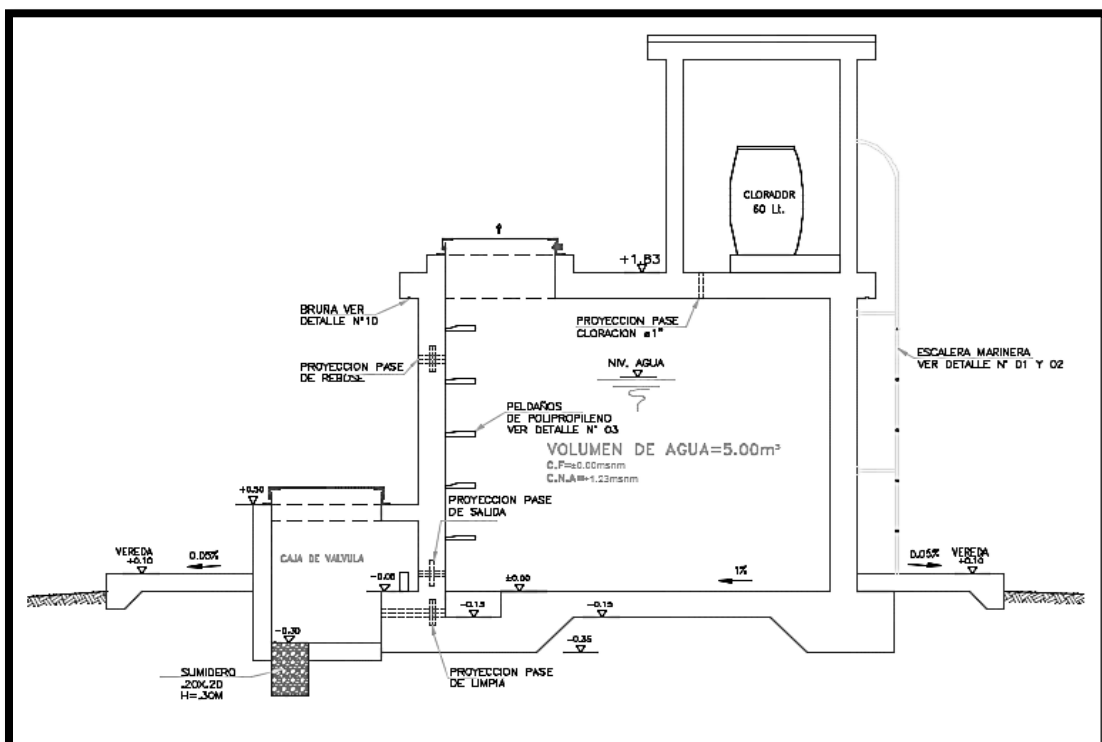 CLORADOR
60 Lt.
+1.83
BRUÑA VER
DETALLE N°10
PROYECCION PASE
CLORACION ø1"
PROYECCION PASE
DE REBOSE
NIV. AGUA
ESCALERA MARINERA
VER DETALLE N° 01 Y 02
PELDAÑOS
DE POLIPROPILENO
VER DETALLE N° 03
VOLUMEN DE AGUA=5.00m³
C.F=±0.00msnm
C.N.A=+1.23msnm
+0.50
PROYECCION PASE
DE SALIDA
CAJA DE VALVULA
VEREDA
+0.10
0.05%
-0.00
±0.00
1%
0.05%
VEREDA
+0.10
-0.15
-0.15
-0.30
-0.35
SUMIDERO
.20X.20
H=.30M
PROYECCION PASE
DE LIMPIA